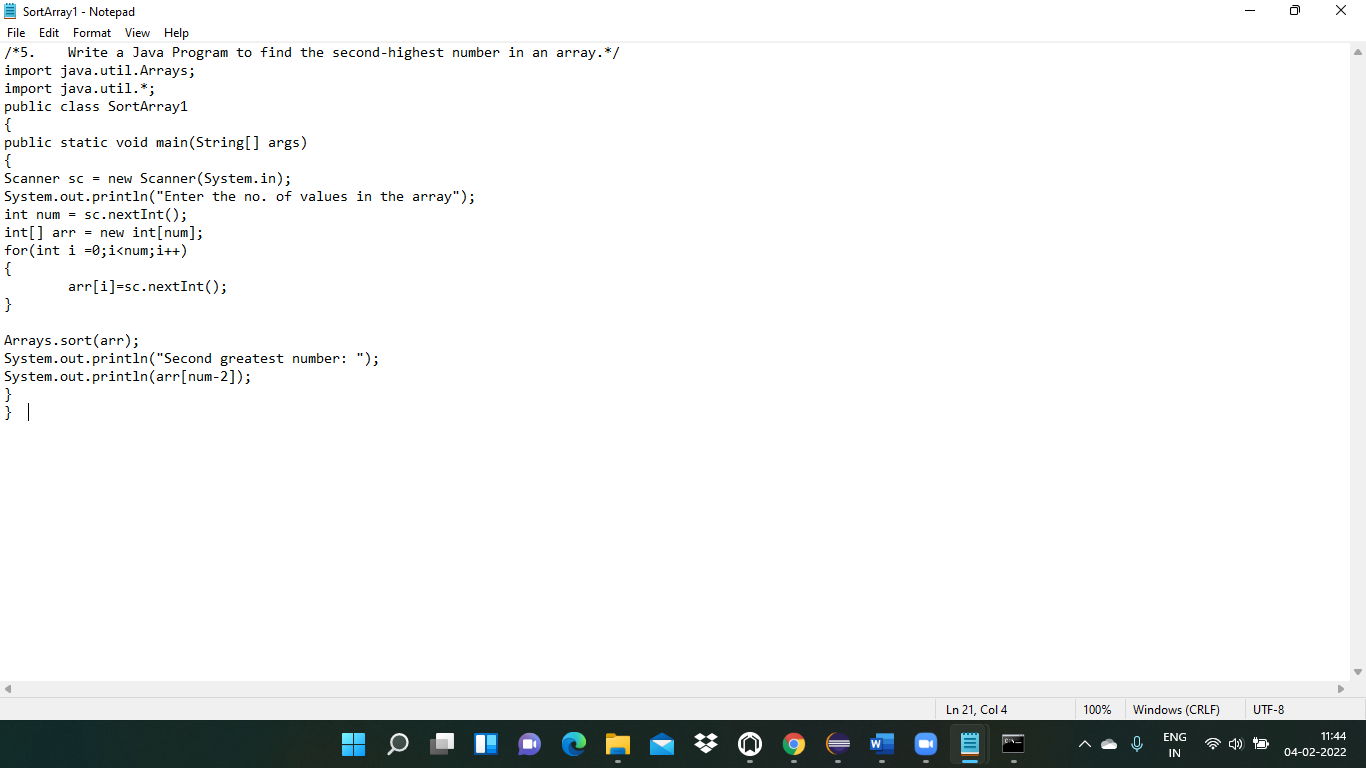 SortArray1 - Notepad
File Edit Format View Help
/*5.    Write a Java Program to find the second-highest number in an array.*/
import java.util.Arrays;
import java.util.*;
public class SortArray1
{
public static void main(String[] args)
{
Scanner sc = new Scanner(System.in);
System.out.println("Enter the no. of values in the array");
int num = sc.nextInt();
int[] arr = new int[num];
for(int i =0;i<num;i++)
{
        arr[i]=sc.nextInt();
}

Arrays.sort(arr);
System.out.println("Second greatest number: ");
System.out.println(arr[num-2]);
}
}
Ln 21, Col 4 100% Windows (CRLF) UTF-8
ENG
IN
11:44
04-02-2022